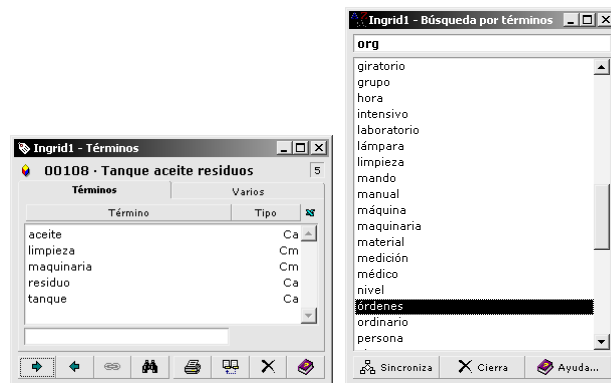 Ingrid1 - Términos
00108 · Tanque aceite residuos 5
Términos Varios
Término Tipo
aceite Ca
limpieza Cm
maquinaria Cm
residuo Ca
tanque Ca
Ingrid1 - Búsqueda por términos
org
giratorio
grupo
hora
intensivo
laboratorio
lámpara
limpieza
mando
manual
máquina
maquinaria
material
medición
médico
nivel
órdenes
ordinario
persona
Sincroniza Cierra Ayuda...